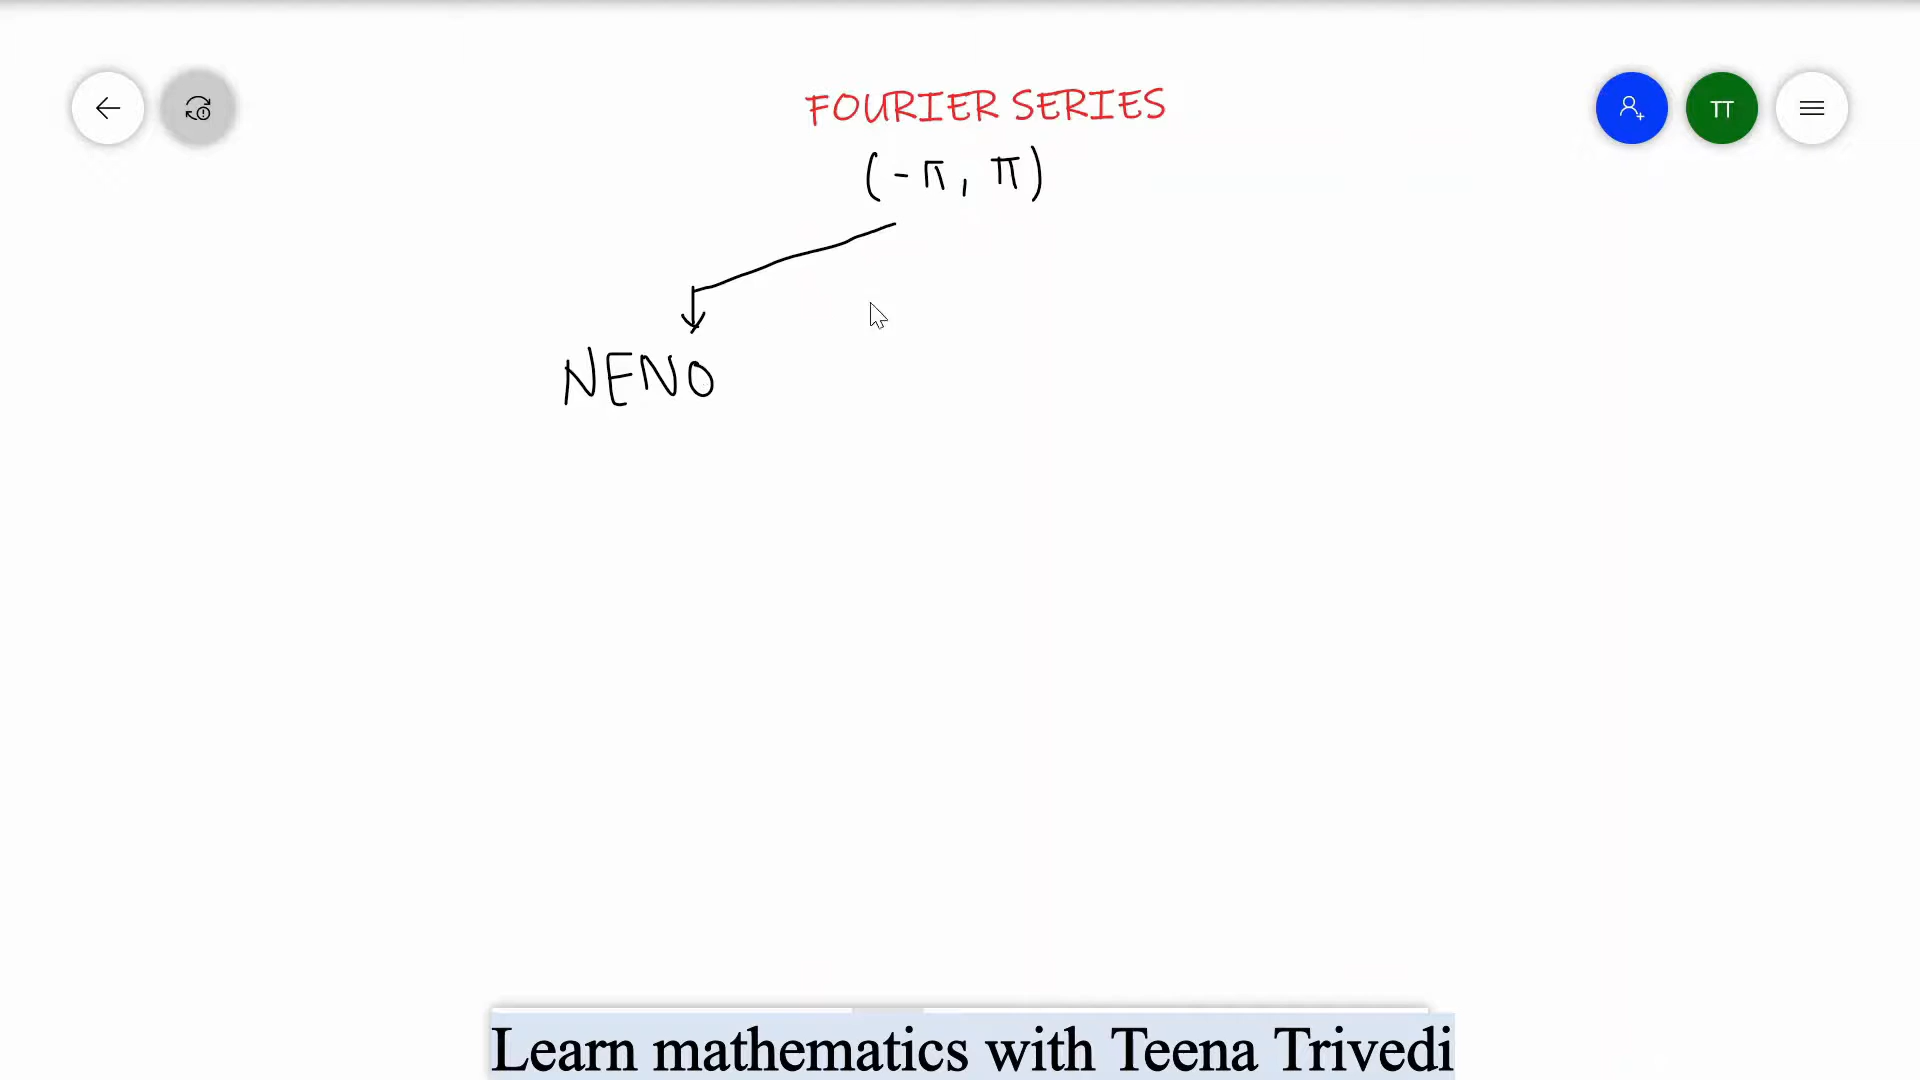 FOURIER SERIES
TT
(-π, π)
NENO
Learn mathematics with Teena Trivedi